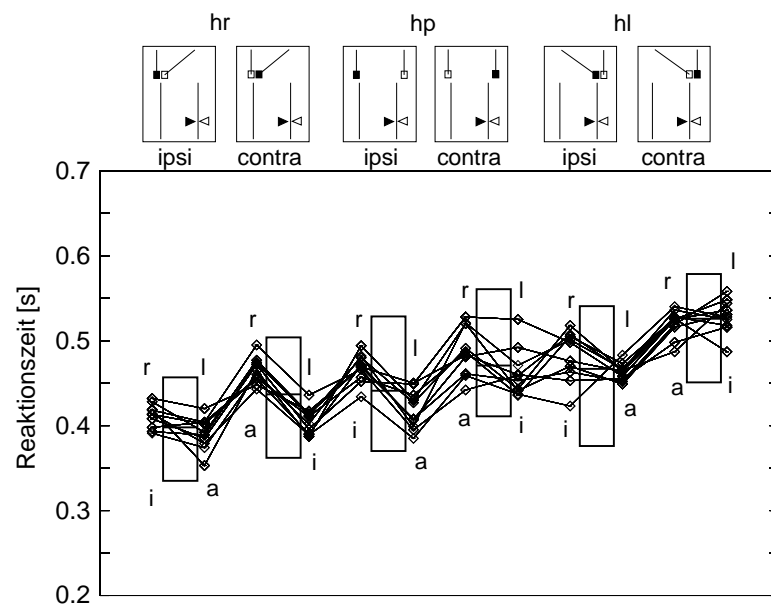 hr hp hl
ipsi contra ipsi contra ipsi contra
0.7
0.6
0.5
0.4
0.3
0.2
Reaktionszeit [s]
r l r l r l r l r l r l
i a a i i a a i i a a i